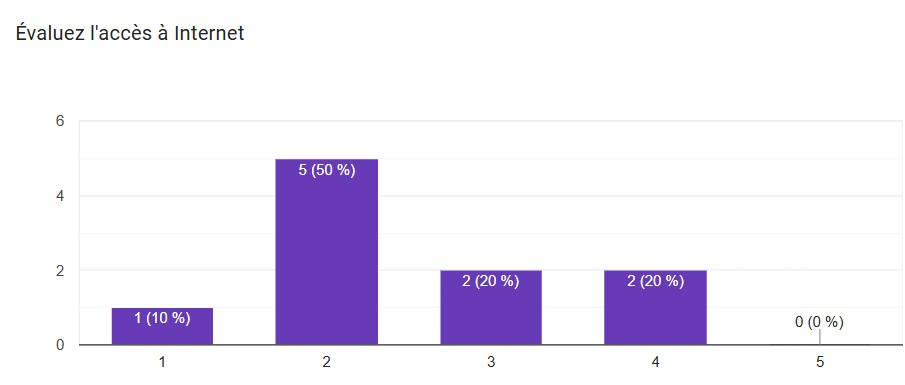 Évaluez l'accès à Internet
6
4
2
0
1 (10 %)
5 (50 %)
2 (20 %)
2 (20 %)
0 (0 %)
1 2 3 4 5